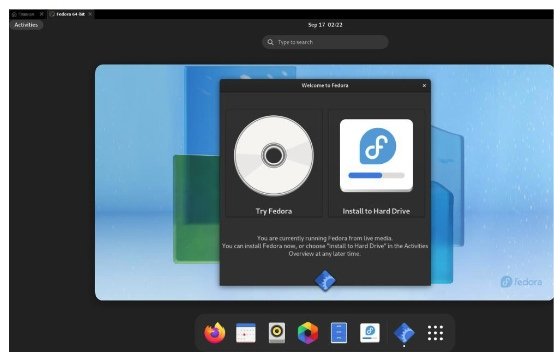 Fedora 64-bit
Activities
Sep 17 02:22
Type to search
Welcome to Fedora
Try Fedora
Install to Hard Drive
You are currently running Fedora from live media.
You can install Fedora now, or choose "Install to Hard Drive" in the Activities
Overview at any later time.
fedora